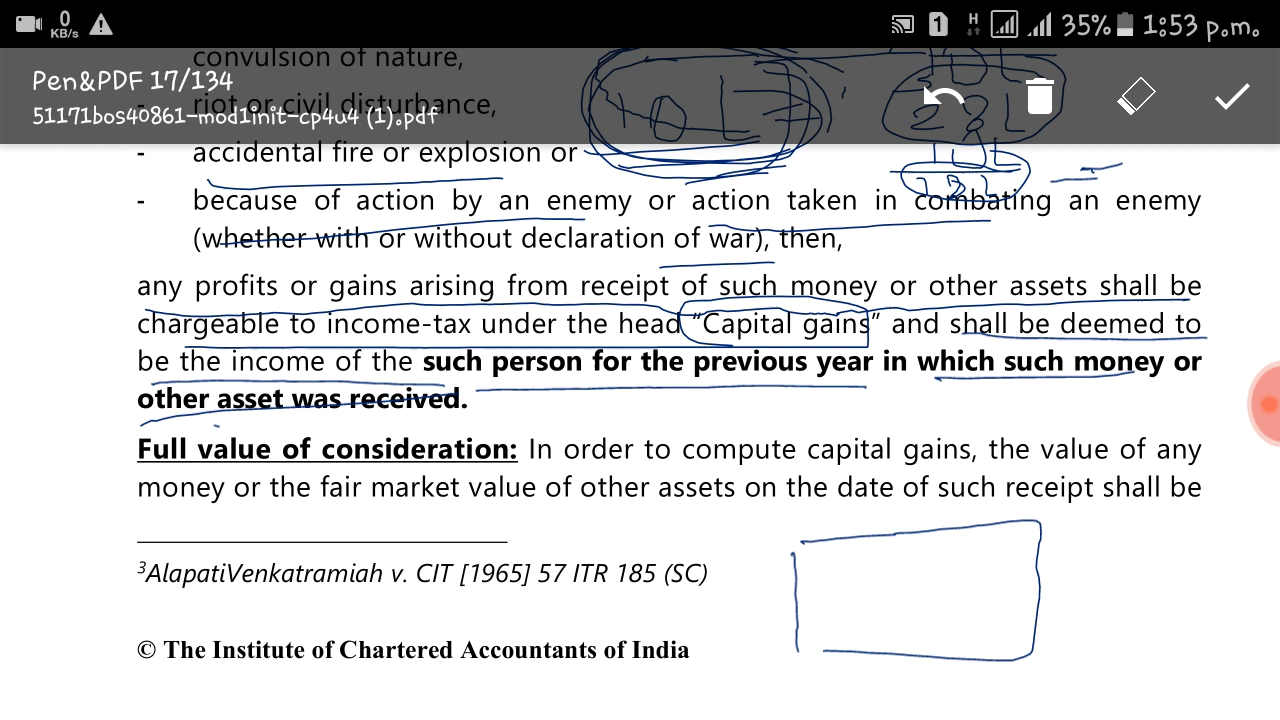 0
KB/s
1
H
35%
1:53 p.m.
convulsion of nature,
Pen&PDF 17/134
- riot or civil disturbance,
51171bos40861-mod1init-cp4u4 (1).pdf
- accidental fire or explosion or
- because of action by an enemy or action taken in combating an enemy
(whether with or without declaration of war), then,
any profits or gains arising from receipt of such money or other assets shall be
chargeable to income-tax under the head “Capital gains” and shall be deemed to
be the income of the such person for the previous year in which such money or
other asset was received.
Full value of consideration: In order to compute capital gains, the value of any
money or the fair market value of other assets on the date of such receipt shall be
3AlapatiVenkatramiah v. CIT [1965] 57 ITR 185 (SC)
© The Institute of Chartered Accountants of India